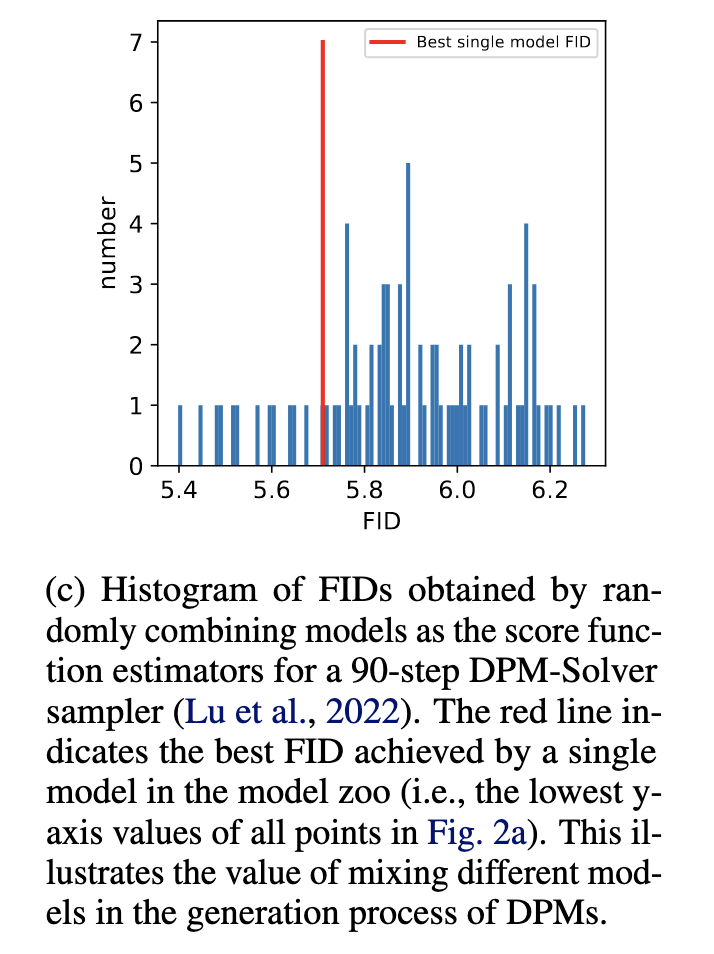 7
6
5
4
3
2
1
0
number
Best single model FID
5.4 5.6 5.8 6.0 6.2
FID
(c) Histogram of FIDs obtained by ran-
domly combining models as the score func-
tion estimators for a 90-step DPM-Solver
sampler (Lu et al., 2022). The red line in-
dicates the best FID achieved by a single
model in the model zoo (i.e., the lowest y-
axis values of all points in Fig. 2a). This il-
lustrates the value of mixing different mod-
els in the generation process of DPMs.